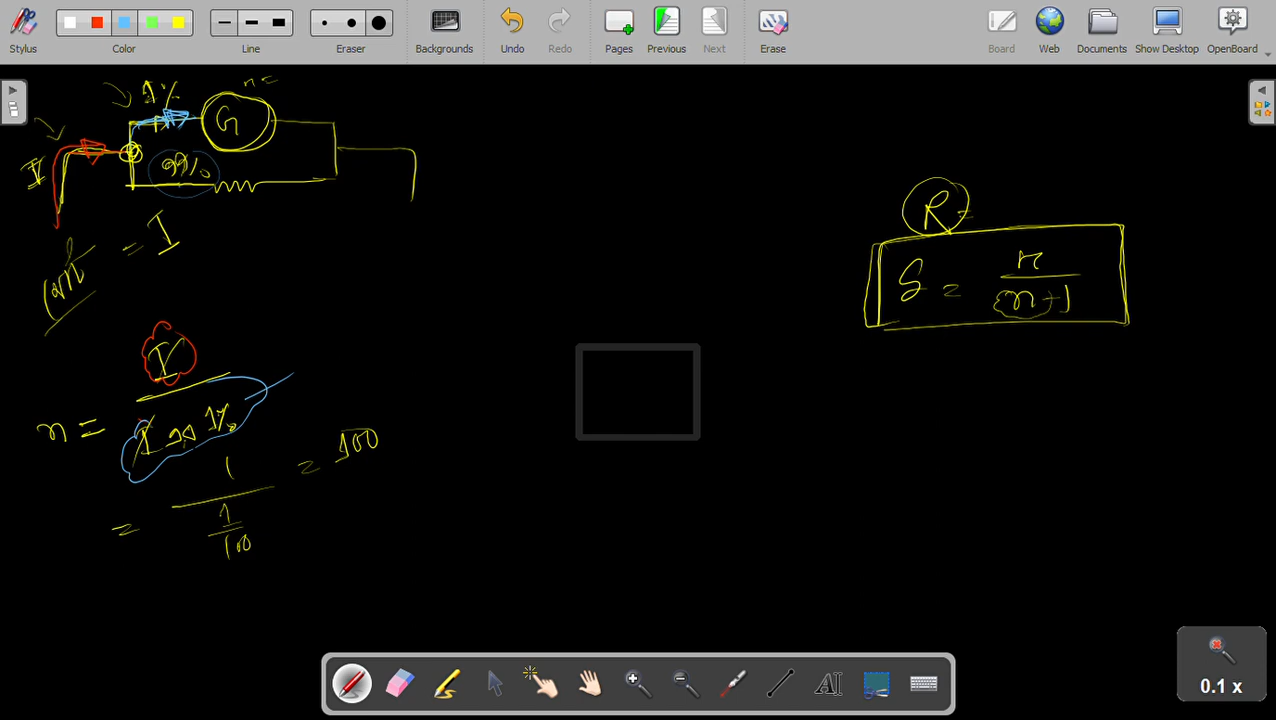 Stylus
Color
Line
Eraser
Backgrounds
Undo
Redo
Pages
Previous
Next
Erase
Board
Web
Documents
Show Desktop
OpenBoard
n =
1%
G
I
99%
= I
R =
S = r / n-1
I
n =
1%
= 1 / 1/100 = 100
0.1 x